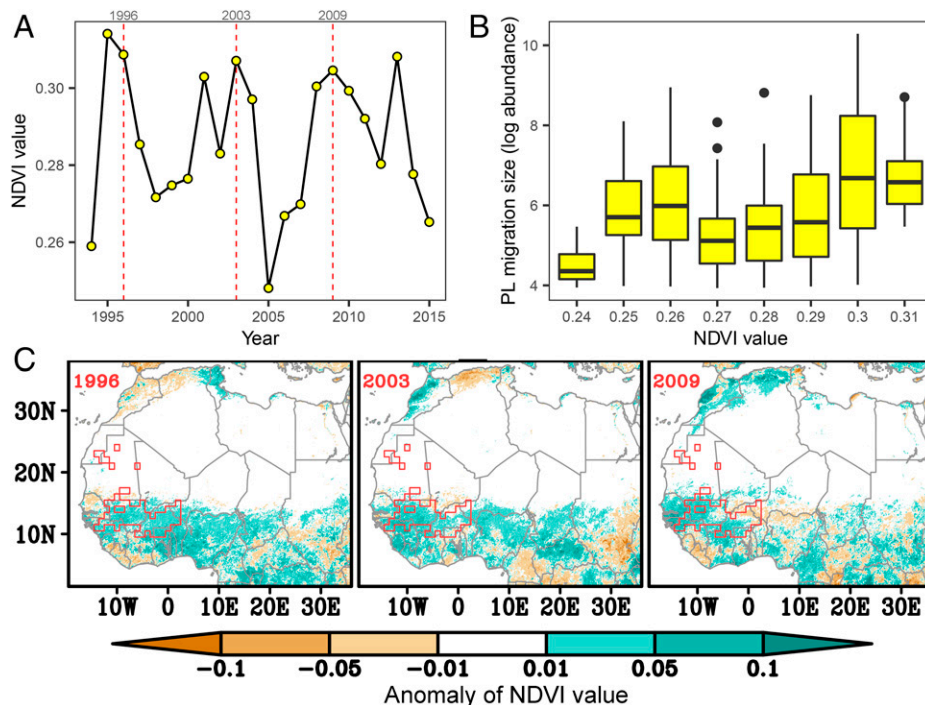 A
1996 2003 2009
NDVI value
0.30
0.28
0.26
1995 2000 2005 2010 2015
Year
B
PL migration size (log abundance)
10
8
6
4
0.24 0.25 0.26 0.27 0.28 0.29 0.3 0.31
NDVI value
C
1996 2003 2009
30N
20N
10N
10W 0 10E 20E 30E 10W 0 10E 20E 30E 10W 0 10E 20E 30E
−0.1 −0.05 −0.01 0.01 0.05 0.1
Anomaly of NDVI value